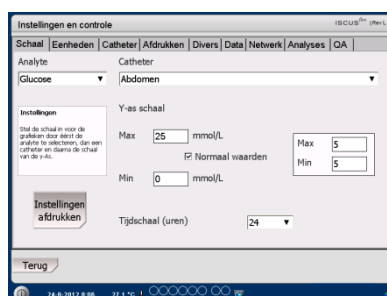 Instellingen en controle
ISCUSflex
Schaal Eenheden Catheter Afdrukken Divers Data Netwerk Analyses QA
Analyte Catheter
Glucose Abdomen
Instellingen
Stel de schaal in voor de
grafieken door éérst de
analyte te selecteren, dan een
catheter en daarna de schaal
van de y-As.
Y-as schaal
Max 25 mmol/L
Normaal waarden
Min 0 mmol/L
Max 5
Min 5
Instellingen
afdrukken
Tijdschaal (uren) 24
Terug
24-8-2012 8:06 27.1 °C